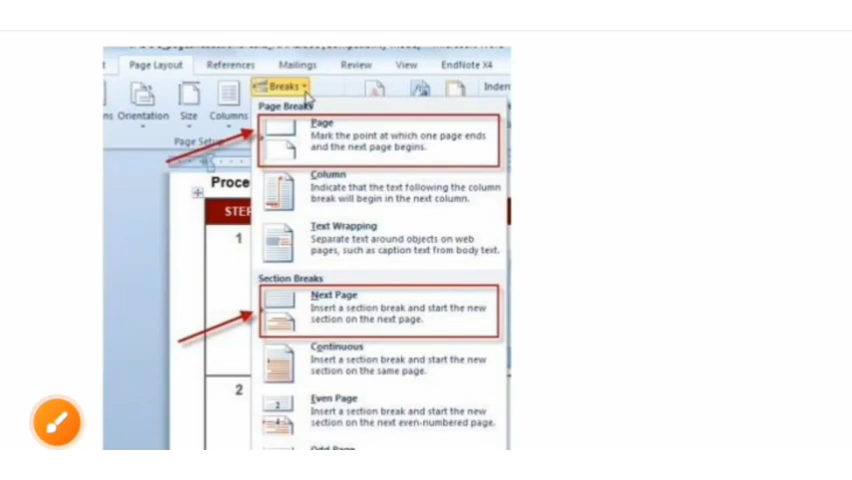 Page Layout References Mailings Review View EndNote X4
Breaks Inden
Orientation Size Columns
Page Breaks
Page
Mark the point at which one page ends
and the next page begins.
Page Setup
Column
Indicate that the text following the column
break will begin in the next column.
Proce
STEP
Text Wrapping
Separate text around objects on web
pages, such as caption text from body text.
1
Section Breaks
Next Page
Insert a section break and start the new
section on the next page.
Continuous
Insert a section break and start the new
section on the same page.
2
Even Page
Insert a section break and start the new
section on the next even-numbered page.
Odd Page